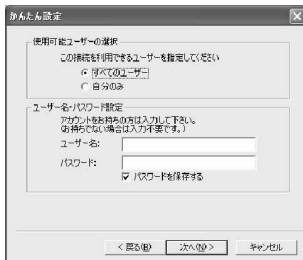 かんたん設定
使用可能ユーザーの選択
この接続を利用できるユーザーを指定してください
すべてのユーザー
自分のみ
ユーザー名・パスワード設定
アカウントをお持ちの方は入力して下さい。
(お持ちでない場合は入力不要です。)
ユーザー名:
パスワード:
パスワードを保存する
< 戻る(B)
次へ(N) >
キャンセル